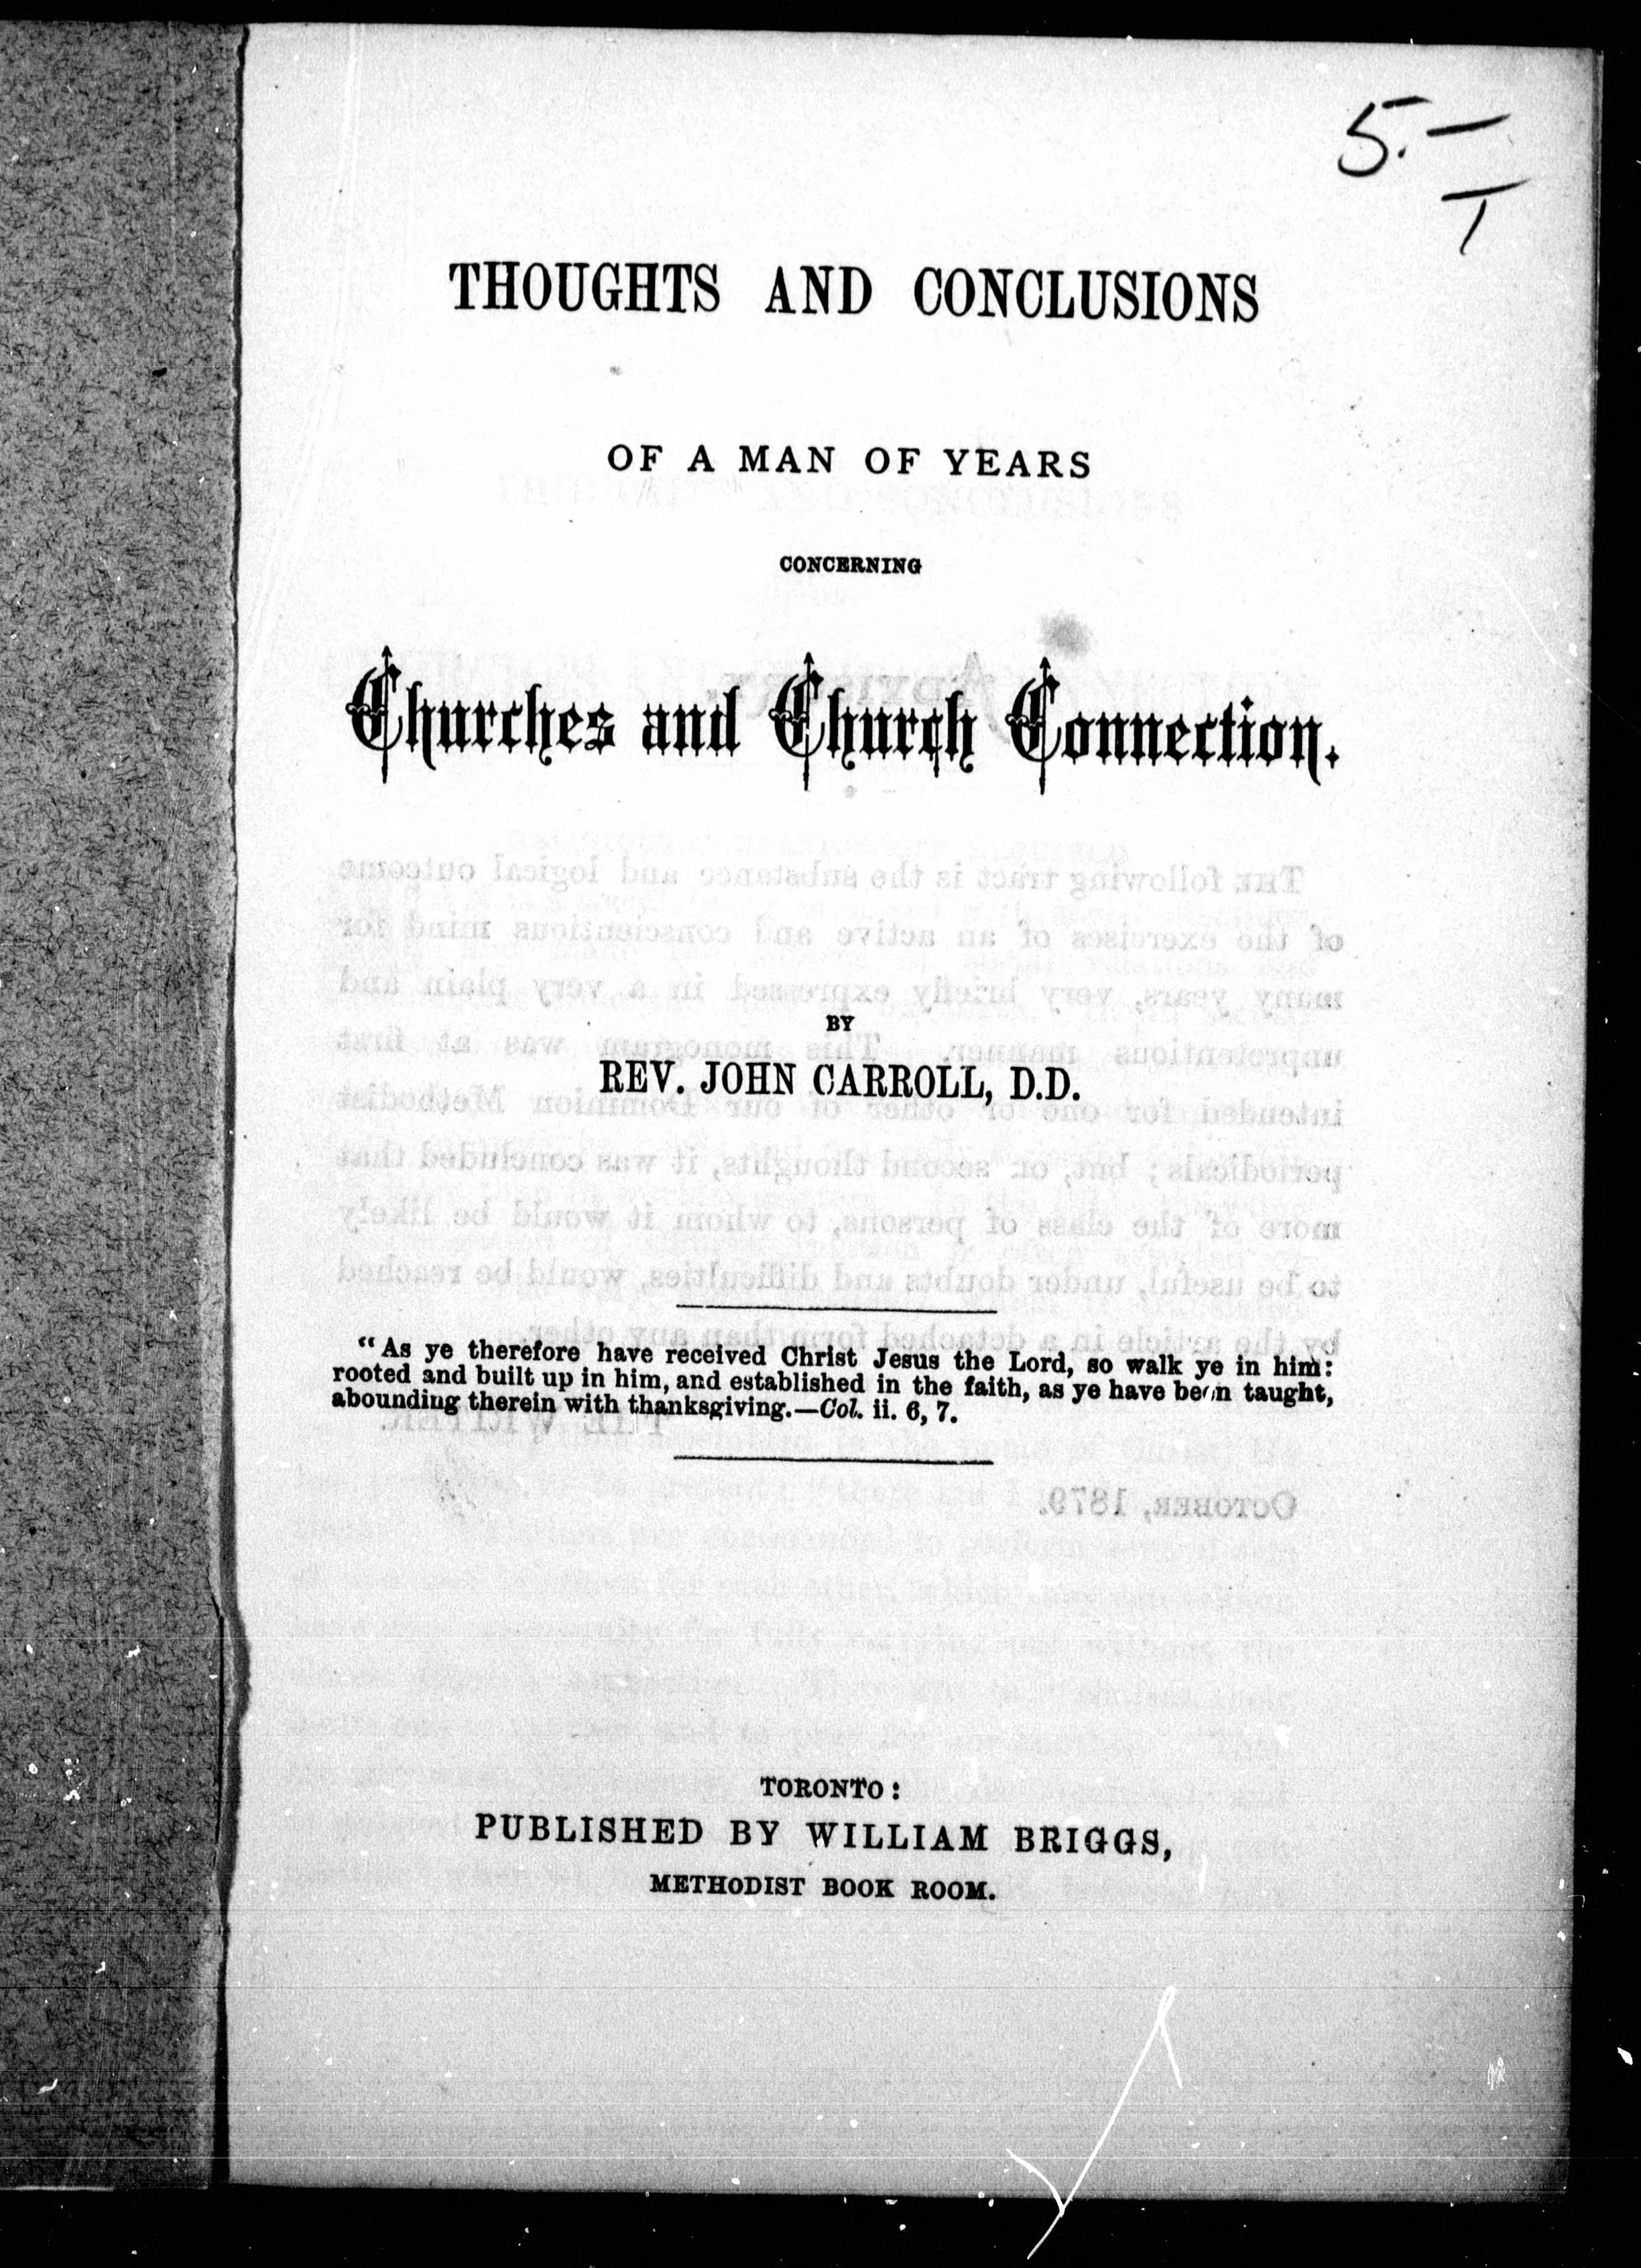 5.—
T
THOUGHTS AND CONCLUSIONS
OF A MAN OF YEARS
CONCERNING
Churches and Church Connection.
BY
REV. JOHN CARROLL, D.D.
"As ye therefore have received Christ Jesus the Lord, so walk ye in him:
rooted and built up in him, and established in the faith, as ye have been taught,
abounding therein with thanksgiving.—Col. ii. 6, 7.
TORONTO:
PUBLISHED BY WILLIAM BRIGGS,
METHODIST BOOK ROOM.